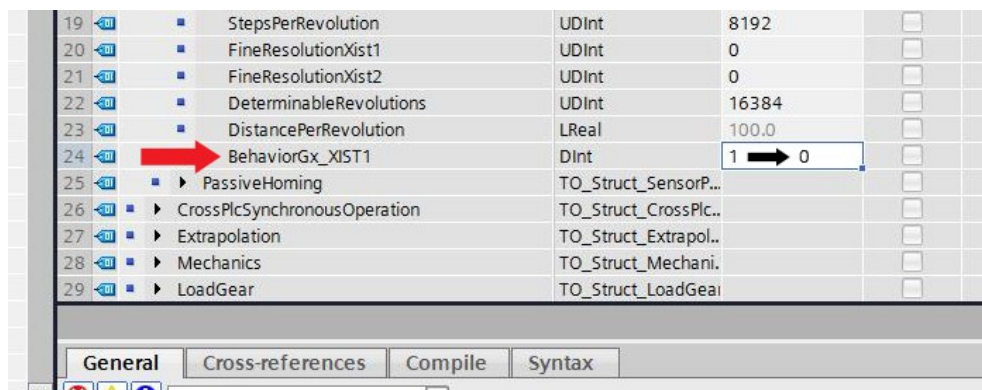 19 StepsPerRevolution UDInt 8192
20 FineResolutionXist1 UDInt 0
21 FineResolutionXist2 UDInt 0
22 DeterminableRevolutions UDInt 16384
23 DistancePerRevolution LReal 100.0
24 BehaviorGx_XIST1 DInt 1 0
25 PassiveHoming TO_Struct_SensorP...
26 CrossPlcSynchronousOperation TO_Struct_CrossPlc..
27 Extrapolation TO_Struct_Extrapol..
28 Mechanics TO_Struct_Mechani.
29 LoadGear TO_Struct_LoadGear
General Cross-references Compile Syntax